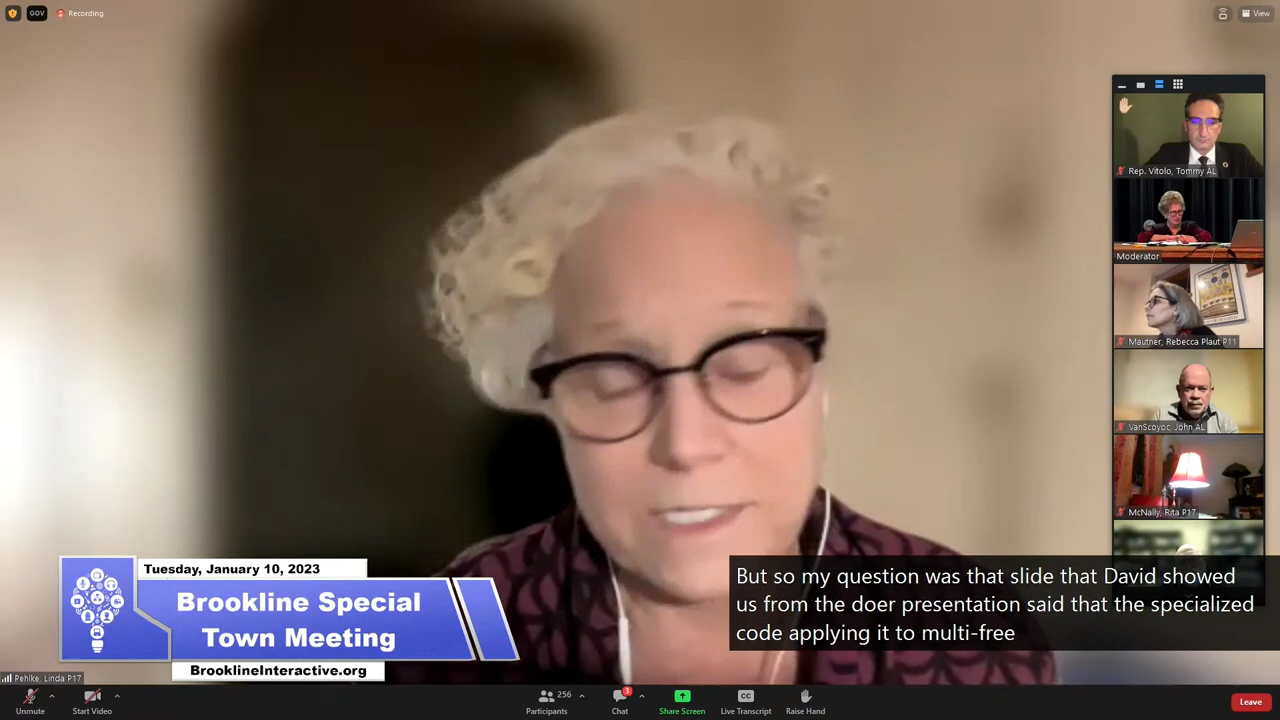 GOV
Recording
View
Rep. Vitolo, Tommy AL
Moderator
Mautner, Rebecca Plaut P11
VanScoyoc, John AL
McNally, Rita P17
Tuesday, January 10, 2023
Brookline Special
Town Meeting
BrooklineInteractive.org
But so my question was that slide that David showed
us from the doer presentation said that the specialized
code applying it to multi-free
Pehlke, Linda P17
Unmute
Start Video
256
Participants
3
Chat
Share Screen
CC
Live Transcript
Raise Hand
Leave